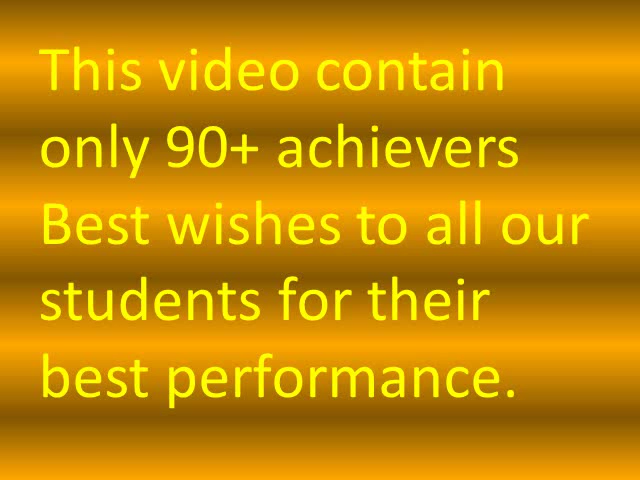 This video contain
only 90+ achievers
Best wishes to all our
students for their
best performance.